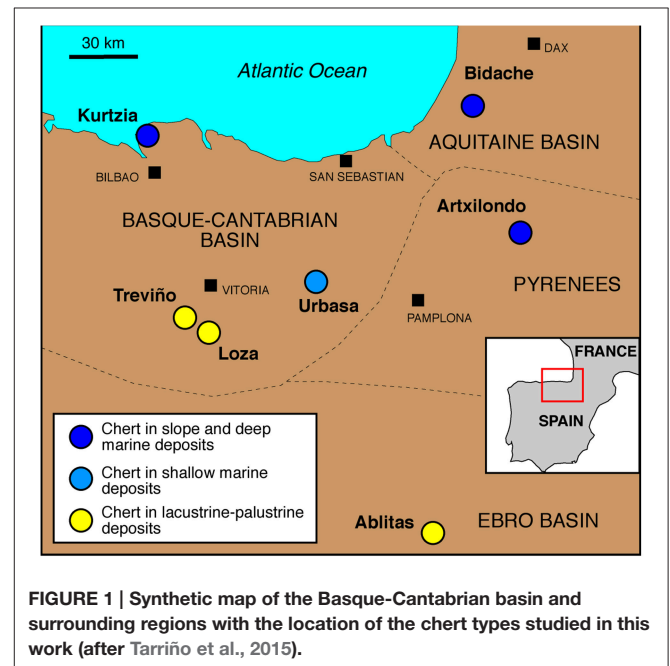 30 km
Atlantic Ocean
DAX
Bidache
Kurtzia
AQUITAINE BASIN
BILBAO
SAN SEBASTIAN
Artxilondo
BASQUE-CANTABRIAN
BASIN
PYRENEES
Treviño
VITORIA
Urbasa
PAMPLONA
Loza
FRANCE
SPAIN
Chert in slope and deep
marine deposits
Chert in shallow marine
deposits
Chert in lacustrine-palustrine
deposits
Ablitas
EBRO BASIN
FIGURE 1 | Synthetic map of the Basque-Cantabrian basin and
surrounding regions with the location of the chert types studied in this
work (after Tarriño et al., 2015).